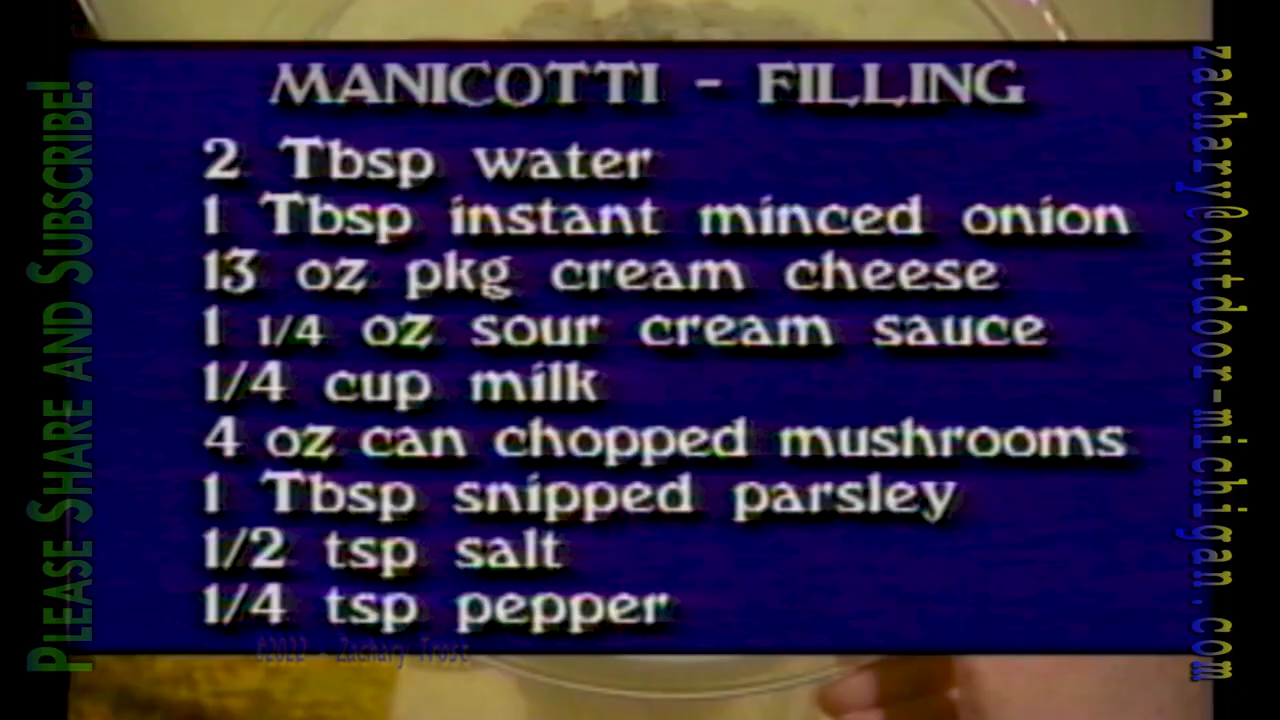 MANICOTTI - FILLING
2 Tbsp water
1 Tbsp instant minced onion
13 oz pkg cream cheese
1 1/4 oz sour cream sauce
1/4 cup milk
4 oz can chopped mushrooms
1 Tbsp snipped parsley
1/2 tsp salt
1/4 tsp pepper
©2022 - Zachary Trost
PLEASE SHARE AND SUBSCRIBE!
zachary@outdoor-michigan.com